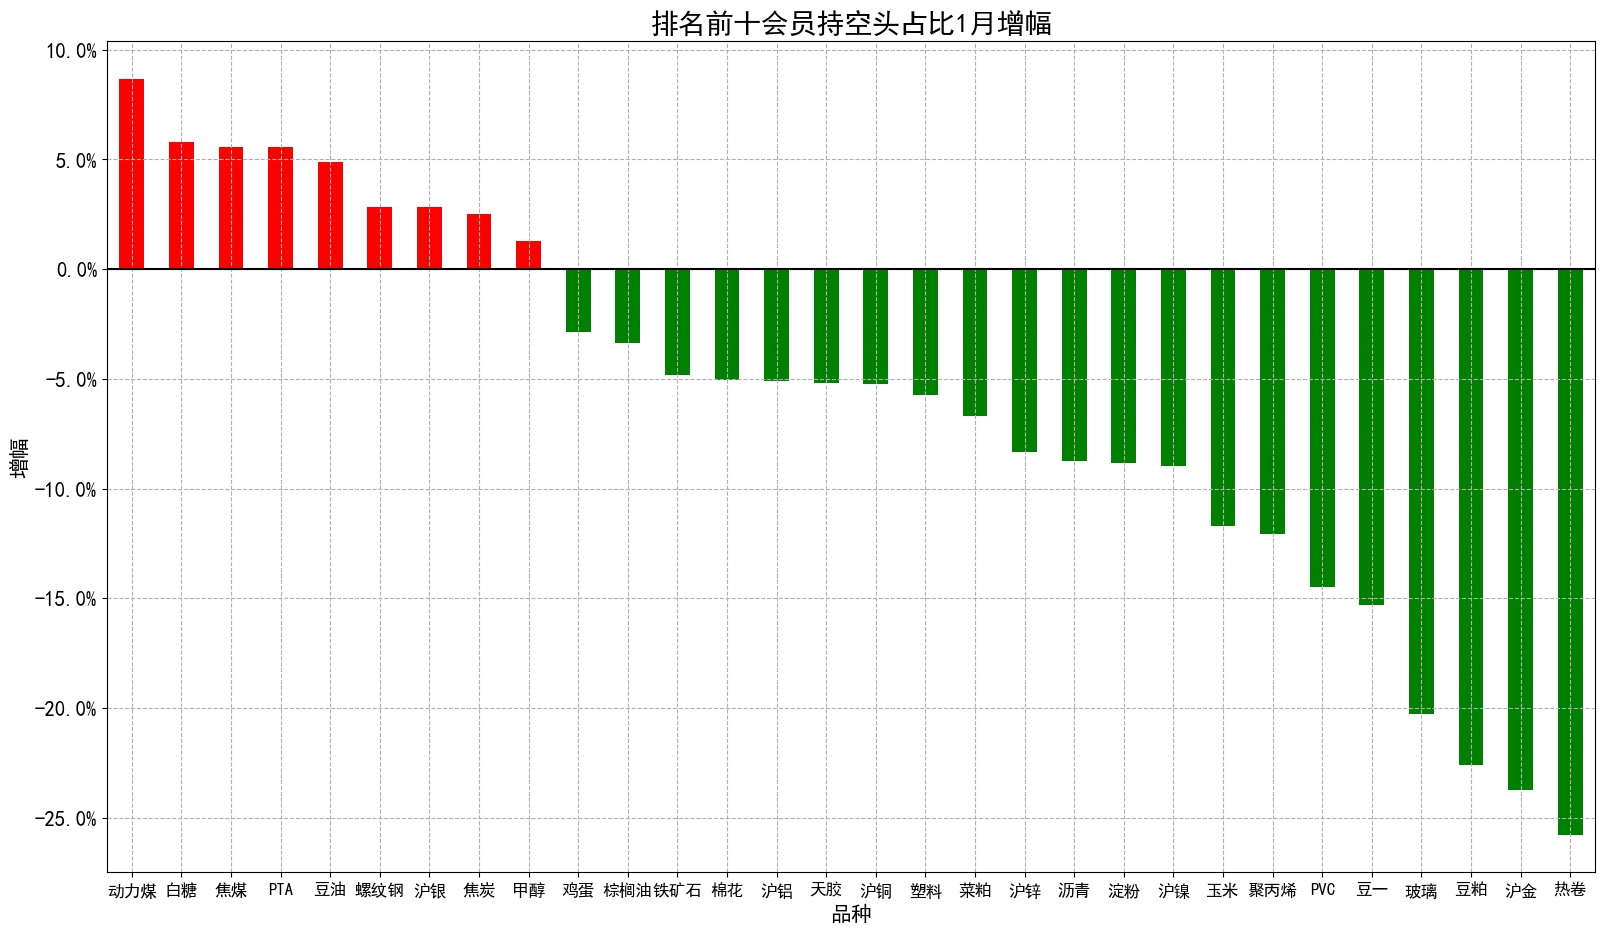 排名前十会员持空头占比1月增幅
10.0%
5.0%
0.0%
−5.0%
−10.0%
−15.0%
−20.0%
−25.0%
增幅
动力煤 白糖 焦煤 PTA 豆油 螺纹钢 沪银 焦炭 甲醇 鸡蛋 棕榈油 铁矿石 棉花 沪铝 天胶 沪铜 塑料 菜粕 沪锌 沥青 淀粉 沪镍 玉米 聚丙烯 PVC 豆一 玻璃 豆粕 沪金 热卷
品种